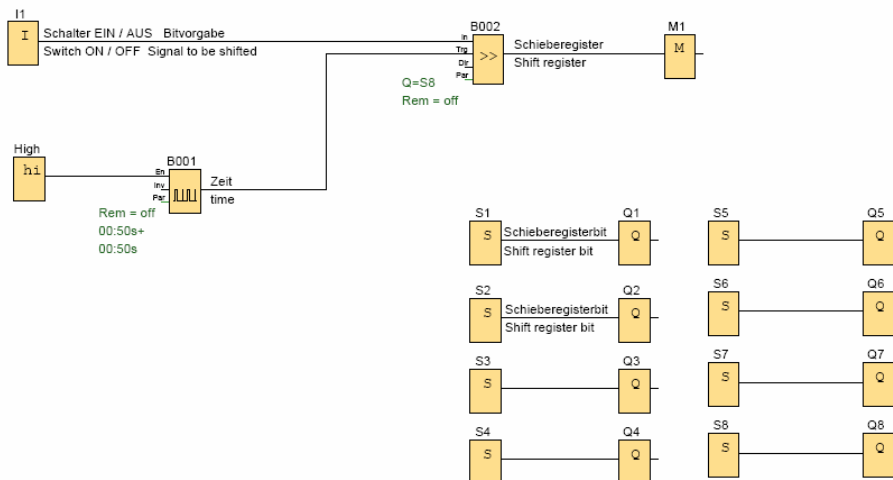 I1
I
Schalter EIN / AUS Bitvorgabe
Switch ON / OFF Signal to be shifted
B002
In
Trg
Dir
Par
>>
Q=S8
Rem = off
Schieberegister
Shift register
M1
M
High
hi
B001
En
Inv
Par
Zeit
time
Rem = off
00:50s+
00:50s
S1
S
Schieberegisterbit
Shift register bit
Q1
Q
S5
S
Q5
Q
S2
S
Schieberegisterbit
Shift register bit
Q2
Q
S6
S
Q6
Q
S3
S
Q3
Q
S7
S
Q7
Q
S4
S
Q4
Q
S8
S
Q8
Q